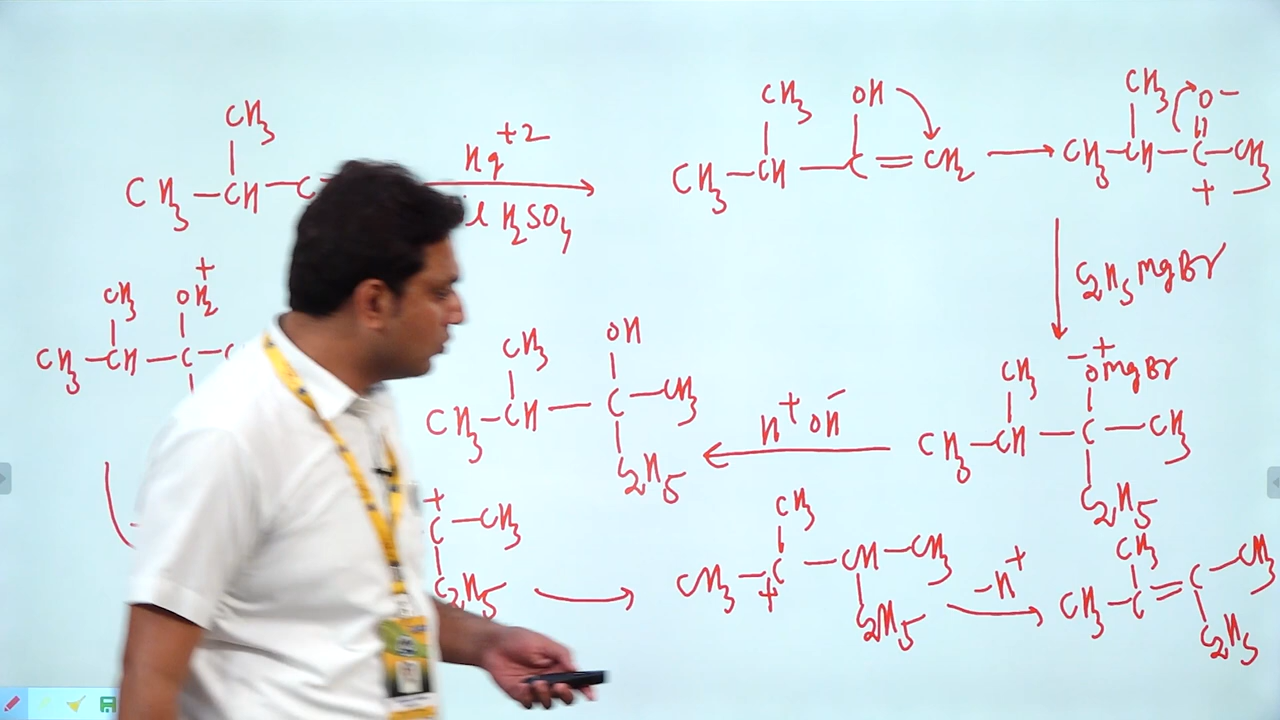 CH3 CH3 OH CH3 O-
CH3-CH-C Hg+2 CH3-CH-C=CH2 → CH3-CH-C-CH3
H2SO4 +
+ C2H5MgBr
CH3 OH2 - +
CH3-CH-C- CH3 OH CH3 OMgBr
CH3-CH-C-CH3 H+ OH- CH3-CH-C-CH3
C2H5 C2H5
+ CH3 CH3
C-CH3 CH3-C-CH-CH3 -H+ CH3-C=C-CH3
C2H5 + C2H5 C2H5